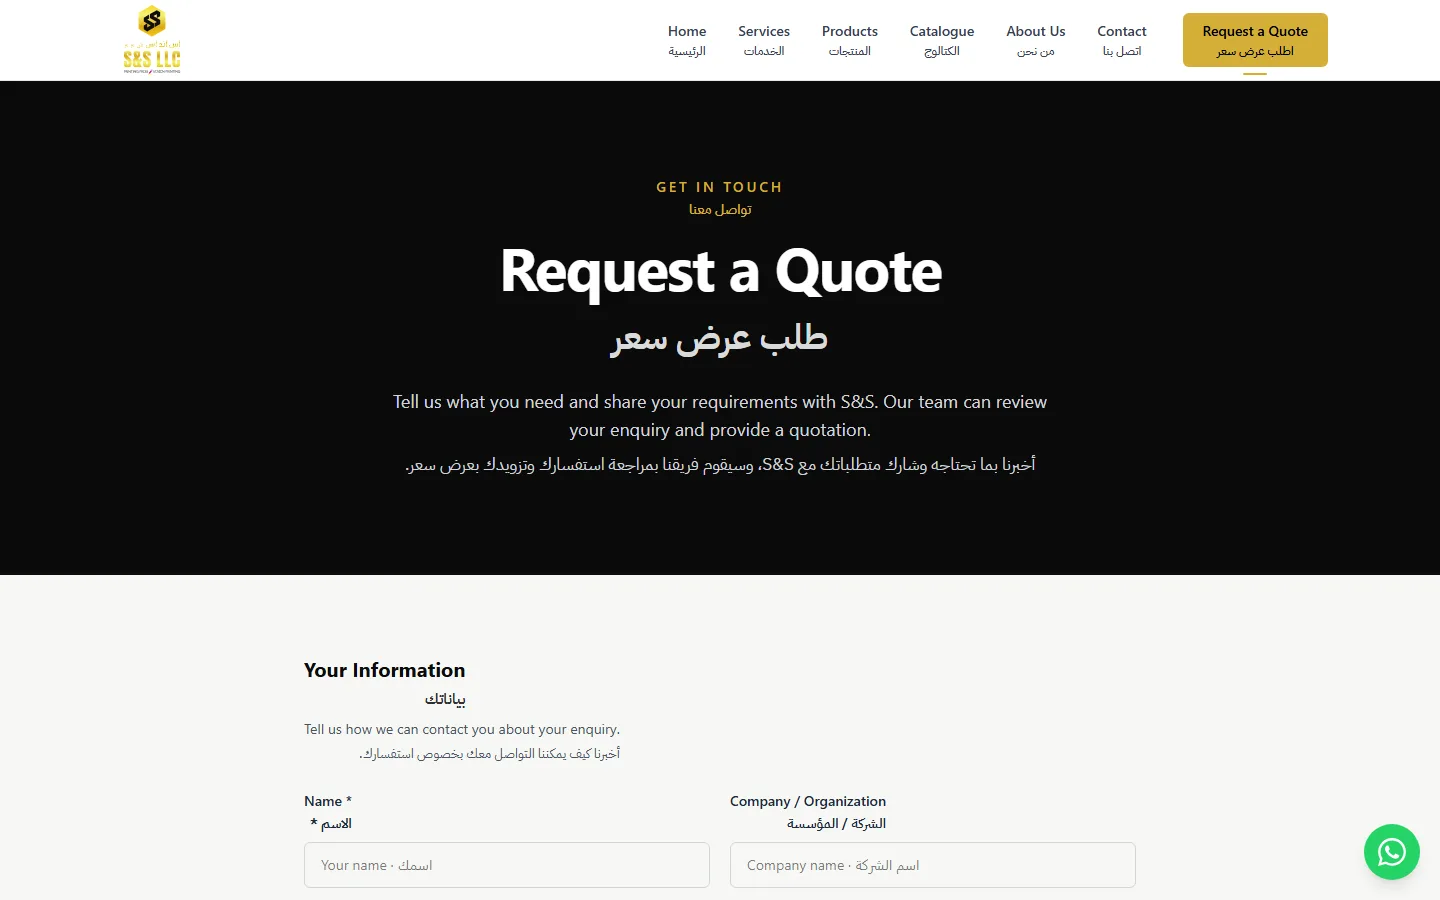 S&S LLC
Home
الرئيسية
Services
الخدمات
Products
المنتجات
Catalogue
الكتالوج
About Us
من نحن
Contact
اتصل بنا
Request a Quote
اطلب عرض سعر
GET IN TOUCH
تواصل معنا
Request a Quote
طلب عرض سعر
Tell us what you need and share your requirements with S&S. Our team can review
your enquiry and provide a quotation.
أخبرنا بما تحتاجه وشارك متطلباتك مع S&S، وسيقوم فريقنا بمراجعة استفسارك وتزويدك بعرض سعر.
Your Information
بياناتك
Tell us how we can contact you about your enquiry.
أخبرنا كيف يمكننا التواصل معك بخصوص استفسارك.
Name *
الاسم *
Company / Organization
الشركة / المؤسسة
Your name · اسمك
Company name · اسم الشركة